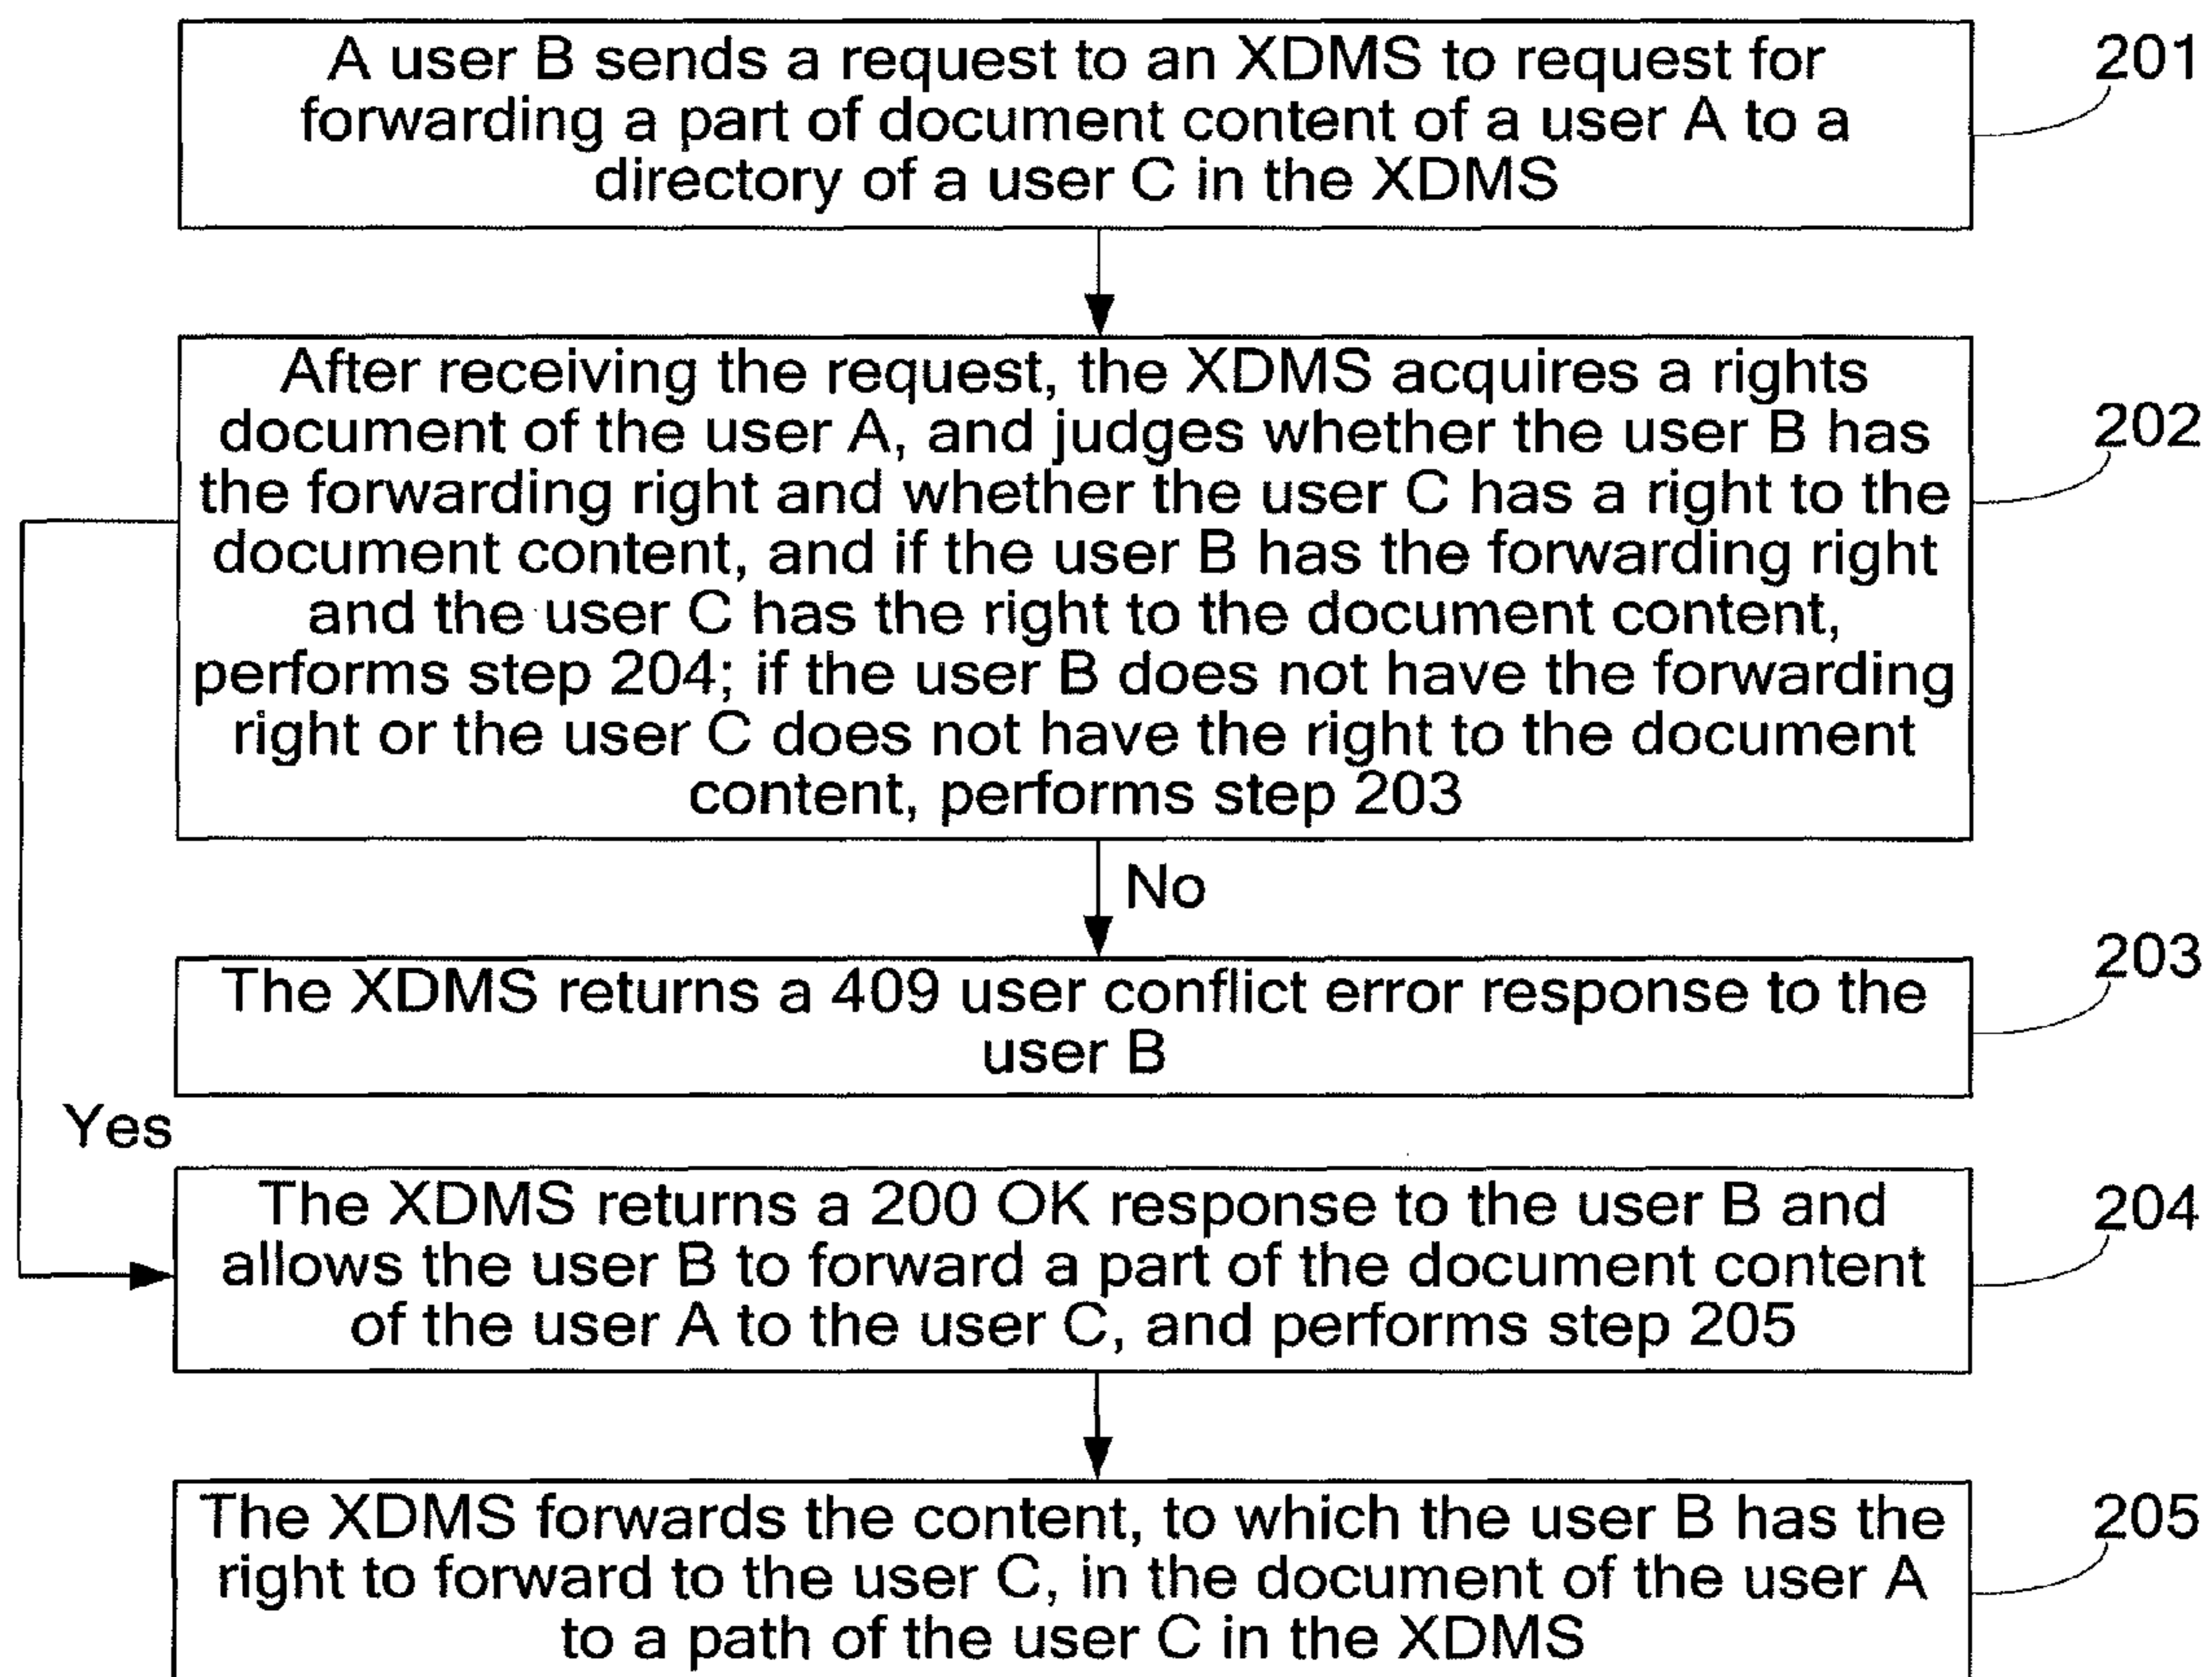 A user B sends a request to an XDMS to request for
forwarding a part of document content of a user A to a
directory of a user C in the XDMS
201
After receiving the request, the XDMS acquires a rights
document of the user A, and judges whether the user B has
the forwarding right and whether the user C has a right to the
document content, and if the user B has the forwarding right
and the user C has the right to the document content,
performs step 204; if the user B does not have the forwarding
right or the user C does not have the right to the document
content, performs step 203
202
No
The XDMS returns a 409 user conflict error response to the
user B
203
Yes
The XDMS returns a 200 OK response to the user B and
allows the user B to forward a part of the document content
of the user A to the user C, and performs step 205
204
The XDMS forwards the content, to which the user B has the
right to forward to the user C, in the document of the user A
to a path of the user C in the XDMS
205